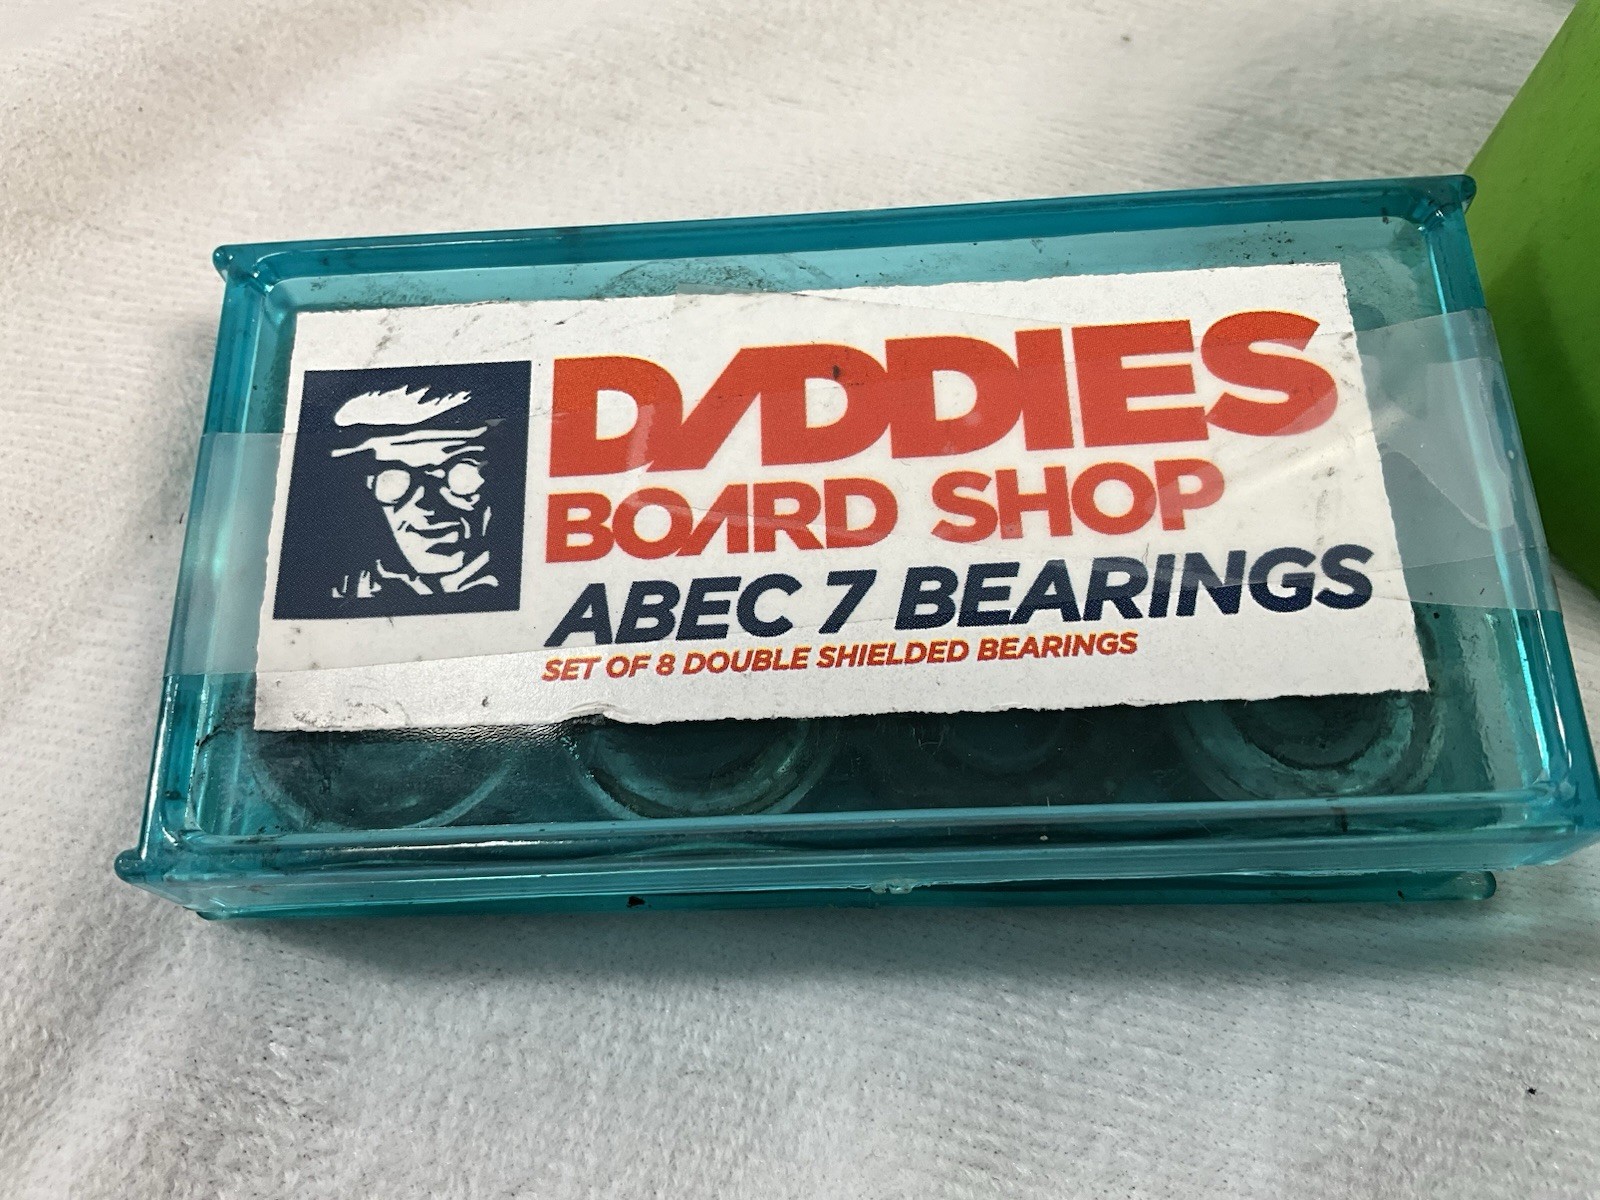 DADDIES
BOARD SHOP
ABEC 7 BEARINGS
SET OF 8 DOUBLE SHIELDED BEARINGS